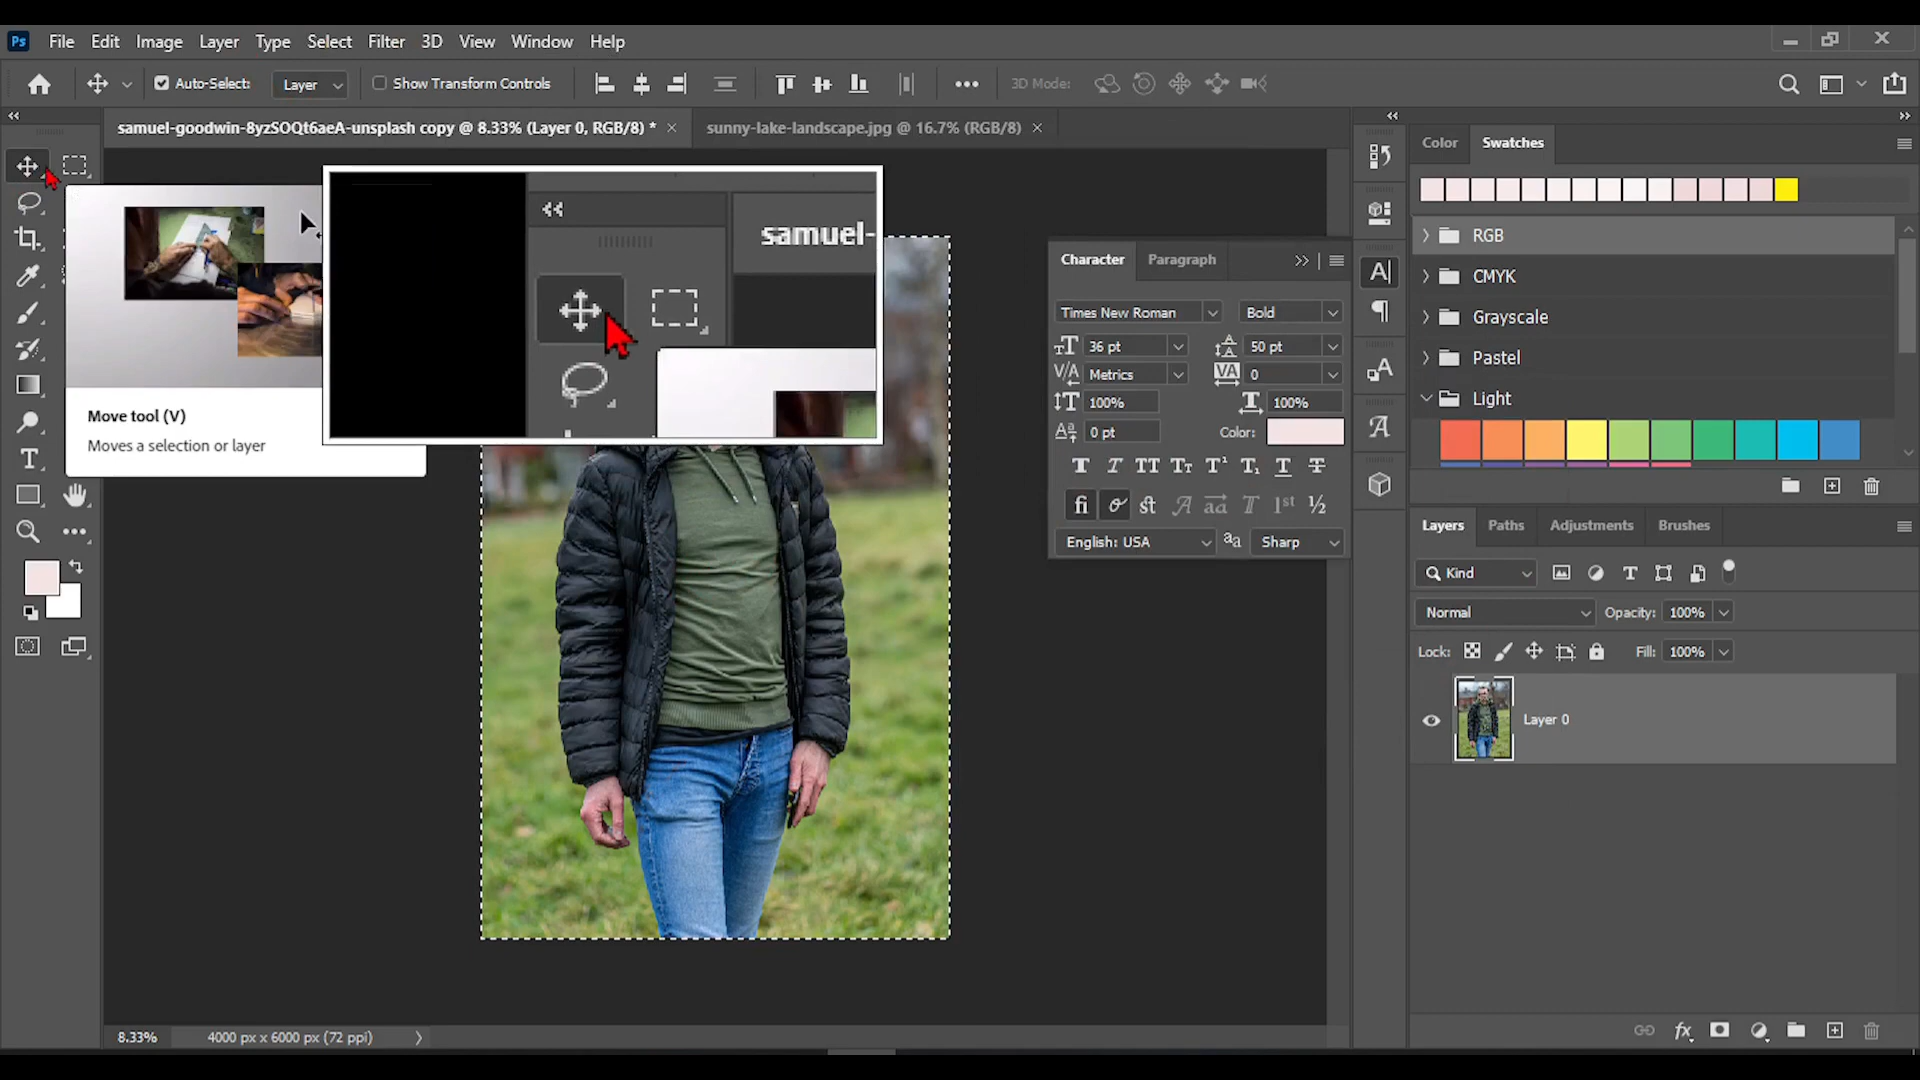 Ps File Edit Image Layer Type Select Filter 3D View Window Help
Auto-Select: Layer Show Transform Controls 3D Mode:
samuel-goodwin-8yzSOQt6aeA-unsplash copy @ 8.33% (Layer 0, RGB/8) * sunny-lake-landscape.jpg @ 16.7% (RGB/8)
samuel-
Move tool (V)
Moves a selection or layer
T
Character Paragraph
Times New Roman Bold
36 pt 50 pt
Metrics 0
100% 100%
0 pt Color:
English: USA Sharp
Color Swatches
RGB
CMYK
Grayscale
Pastel
Light
Layers Paths Adjustments Brushes
Kind
Normal Opacity: 100%
Lock: Fill: 100%
Layer 0
fx
8.33% 4000 px x 6000 px (72 ppi)